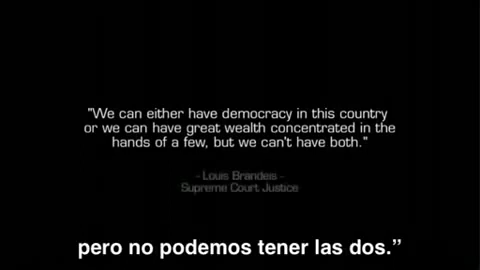 "We can either have democracy in this country
or we can have great wealth concentrated in the
hands of a few, but we can't have both."
- Louis Brandeis -
Supreme Court Justice
pero no podemos tener las dos.”